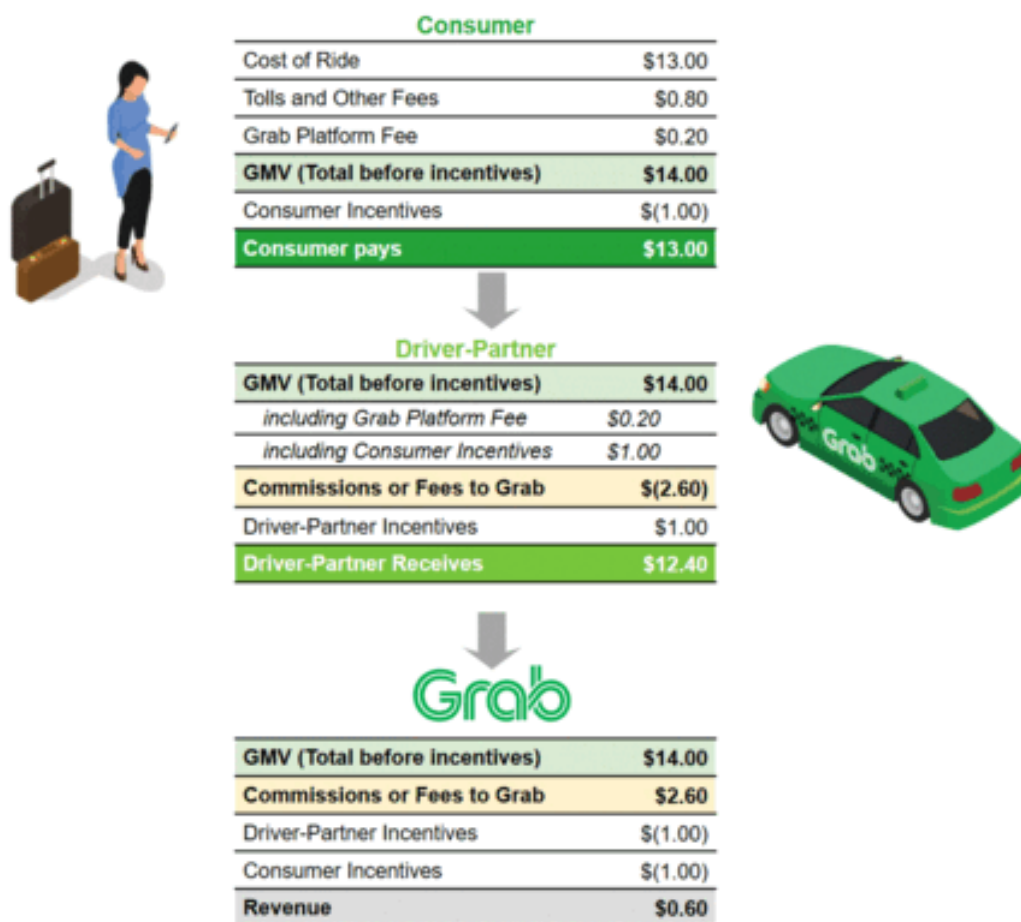 Consumer
Cost of Ride $13.00
Tolls and Other Fees $0.80
Grab Platform Fee $0.20
GMV (Total before incentives) $14.00
Consumer Incentives $(1.00)
Consumer pays $13.00
Driver-Partner
GMV (Total before incentives) $14.00
including Grab Platform Fee $0.20
including Consumer Incentives $1.00
Commissions or Fees to Grab $(2.60)
Driver-Partner Incentives $1.00
Driver-Partner Receives $12.40
Grab
Grab
GMV (Total before incentives) $14.00
Commissions or Fees to Grab $2.60
Driver-Partner Incentives $(1.00)
Consumer Incentives $(1.00)
Revenue $0.60